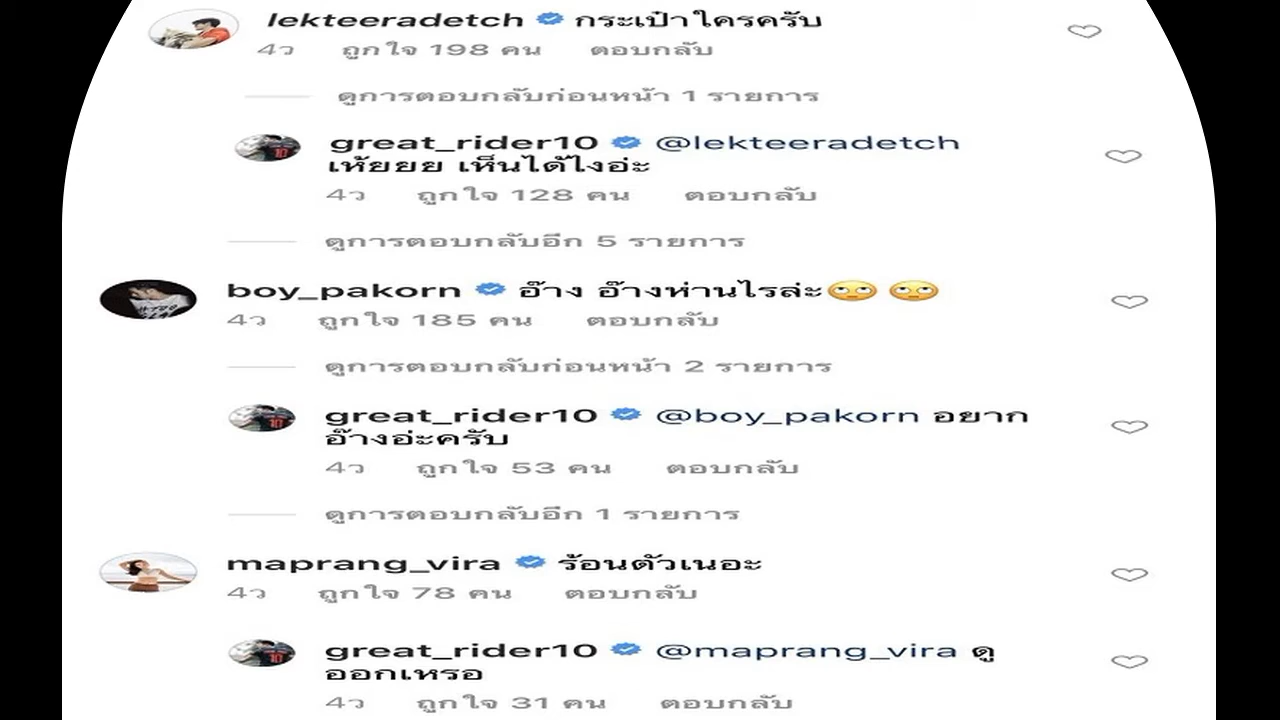 lekteeradetch กระเป๋าใครครับ
4ว ถูกใจ 198 คน ตอบกลับ
ดูการตอบกลับก่อนหน้า 1 รายการ
great_rider10 @lekteeradetch
เห้ยยย เห็นได้ไงอ่ะ
4ว ถูกใจ 128 คน ตอบกลับ
ดูการตอบกลับอีก 5 รายการ
boy_pakorn อ๊าง อ๊างห่านไรล่ะ🙄 🙄
4ว ถูกใจ 185 คน ตอบกลับ
ดูการตอบกลับก่อนหน้า 2 รายการ
great_rider10 @boy_pakorn อยาก
อ๊างอ่ะครับ
4ว ถูกใจ 53 คน ตอบกลับ
ดูการตอบกลับอีก 1 รายการ
maprang_vira ร้อนตัวเนอะ
4ว ถูกใจ 78 คน ตอบกลับ
great_rider10 @maprang_vira ดู
ออกเหรอ
4ว ถูกใจ 31 คน ตอบกลับ